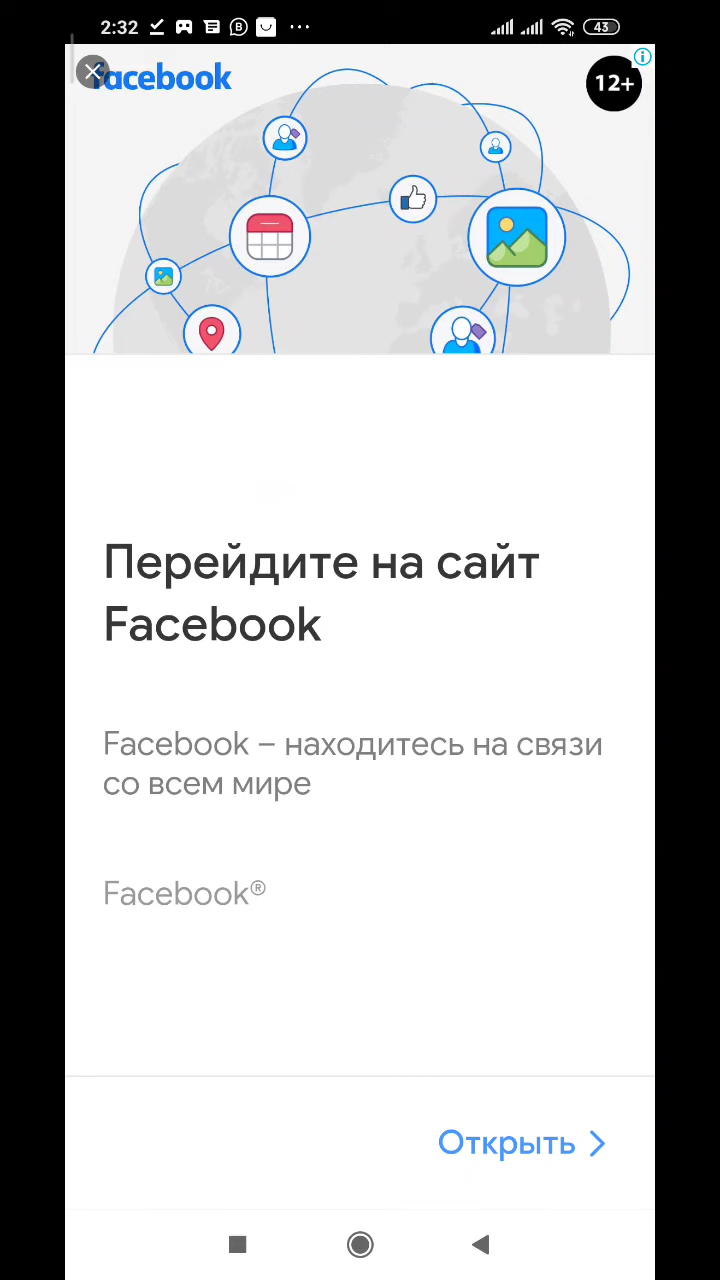 2:32 43
facebook
12+
Перейдите на сайт
Facebook
Facebook – находитесь на связи
со всем мире
Facebook®
Открыть